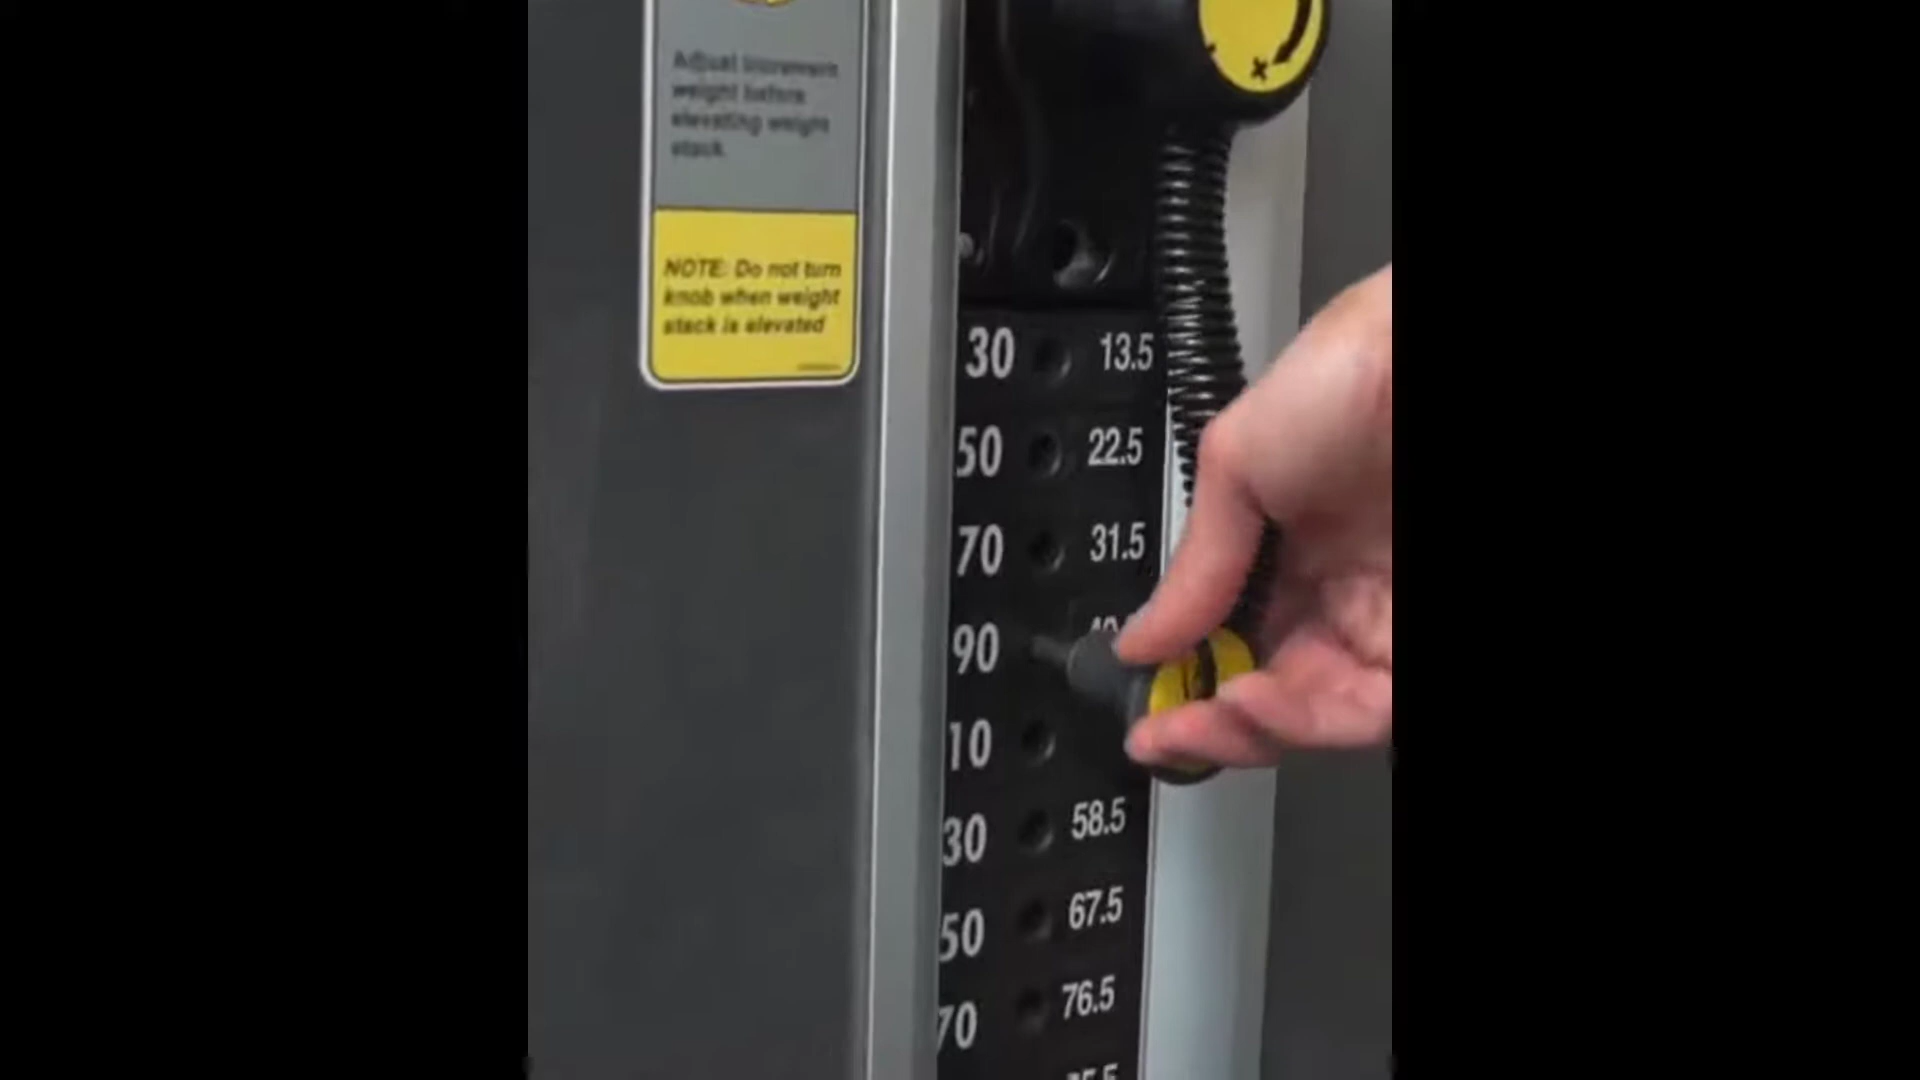 Adjust increment
weight before
elevating weight
stack.
NOTE: Do not turn
knob when weight
stack is elevated
30 13.5
50 22.5
70 31.5
90
10
30 58.5
50 67.5
70 76.5